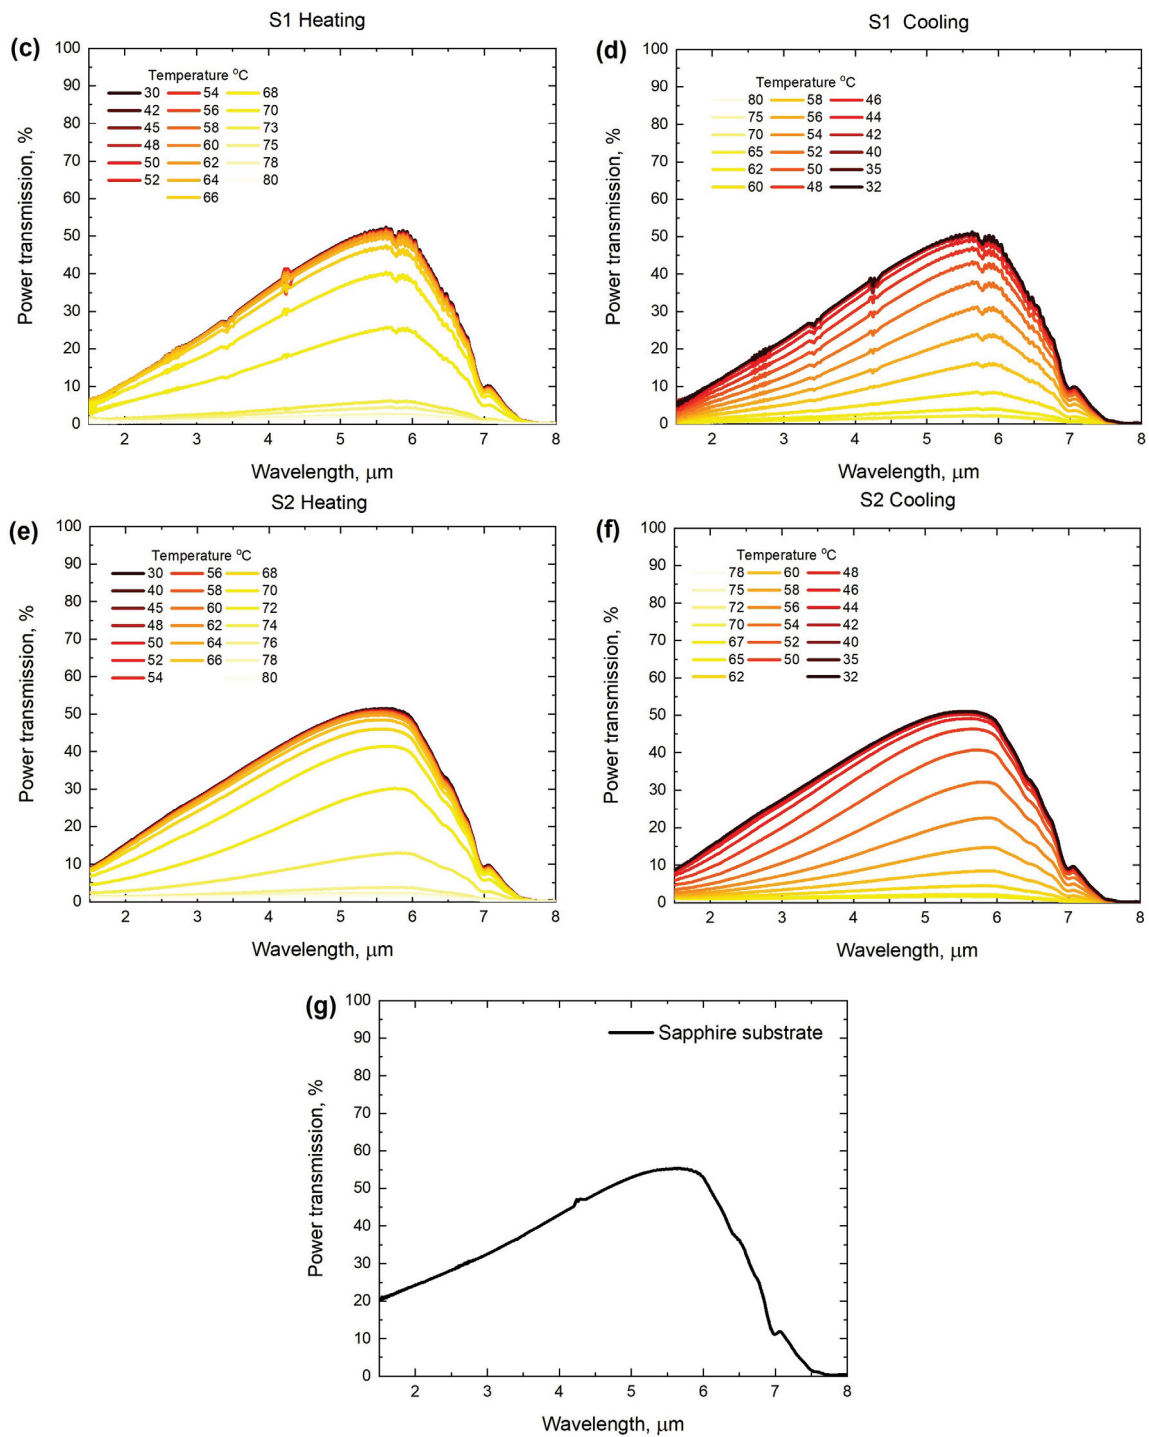 S1 Heating
(c)
Power transmission, %
100
90
80
70
60
50
40
30
20
10
0
Temperature °C
30 54 68
42 56 70
45 58 73
48 60 75
50 62 78
52 64 80
66
2 3 4 5 6 7 8
Wavelength, μm
S1 Cooling
(d)
Power transmission, %
100
90
80
70
60
50
40
30
20
10
0
Temperature °C
80 58 46
75 56 44
70 54 42
65 52 40
62 50 35
60 48 32
2 3 4 5 6 7 8
Wavelength, μm
S2 Heating
(e)
Power transmission, %
100
90
80
70
60
50
40
30
20
10
0
Temperature °C
30 56 68
40 58 70
45 60 72
48 62 74
50 64 76
52 66 78
54 80
2 3 4 5 6 7 8
Wavelength, μm
S2 Cooling
(f)
Power transmission, %
100
90
80
70
60
50
40
30
20
10
0
Temperature °C
78 60 48
75 58 46
72 56 44
70 54 42
67 52 40
65 50 35
62 32
2 3 4 5 6 7 8
Wavelength, μm
(g)
Power transmission, %
100
90
80
70
60
50
40
30
20
10
0
Sapphire substrate
2 3 4 5 6 7 8
Wavelength, μm